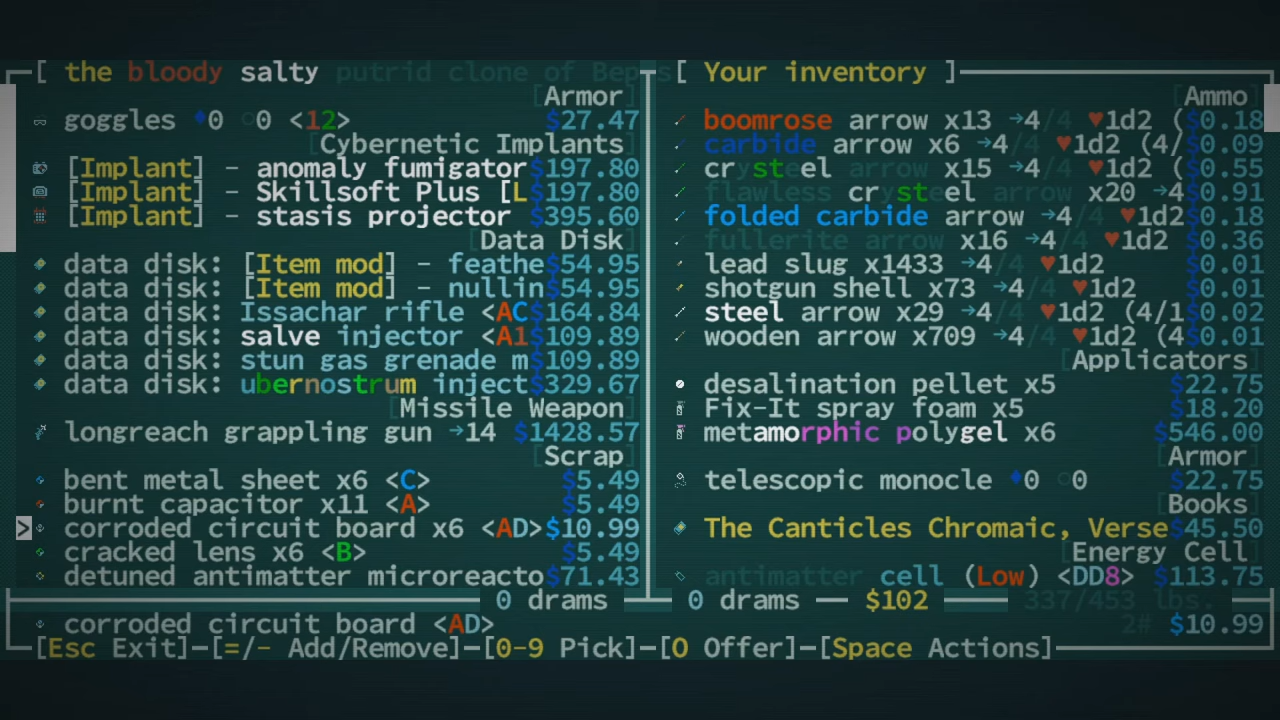 [ the bloody salty putrid clone of Bep
[Armor]
goggles ♦0 ○0 <12> $27.47
[Cybernetic Implants]
[Implant] - anomaly fumigator $197.80
[Implant] - Skillsoft Plus [L $197.80
[Implant] - stasis projector $395.60
[Data Disk]
data disk: [Item mod] - feathe $54.95
data disk: [Item mod] - nullin $54.95
data disk: Issachar rifle <AC $164.84
data disk: salve injector <A1 $109.89
data disk: stun gas grenade m $109.89
data disk: ubernostrum inject $329.67
[Missile Weapon]
longreach grappling gun →14 $1428.57
[Scrap]
bent metal sheet x6 <C> $5.49
burnt capacitor x11 <A> $5.49
> corroded circuit board x6 <AD> $10.99
cracked lens x6 <B> $5.49
detuned antimatter microreacto $71.43
[ Your inventory ]
[Ammo]
boomrose arrow x13 →4/4 ♥1d2 ( $0.18
carbide arrow x6 →4/4 ♥1d2 (4/ $0.09
crysteel arrow x15 →4/4 ♥1d2 ( $0.55
flawless crysteel arrow x20 →4 $0.91
folded carbide arrow →4/4 ♥1d2 $0.18
fullerite arrow x16 →4/4 ♥1d2 $0.36
lead slug x1433 →4/4 ♥1d2 $0.01
shotgun shell x73 →4/4 ♥1d2 $0.01
steel arrow x29 →4/4 ♥1d2 (4/1 $0.02
wooden arrow x709 →4/4 ♥1d2 (4 $0.01
[Applicators]
desalination pellet x5 $22.75
Fix-It spray foam x5 $18.20
metamorphic polygel x6 $546.00
[Armor]
telescopic monocle ♦0 ○0 $22.75
[Books]
The Canticles Chromaic, Verse $45.50
[Energy Cell]
antimatter cell (Low) <DD8> $113.75
0 drams
0 drams — $102 337/453 lbs.
corroded circuit board <AD> 2# $10.99
[Esc Exit]—[=/- Add/Remove]—[0-9 Pick]—[O Offer]—[Space Actions]